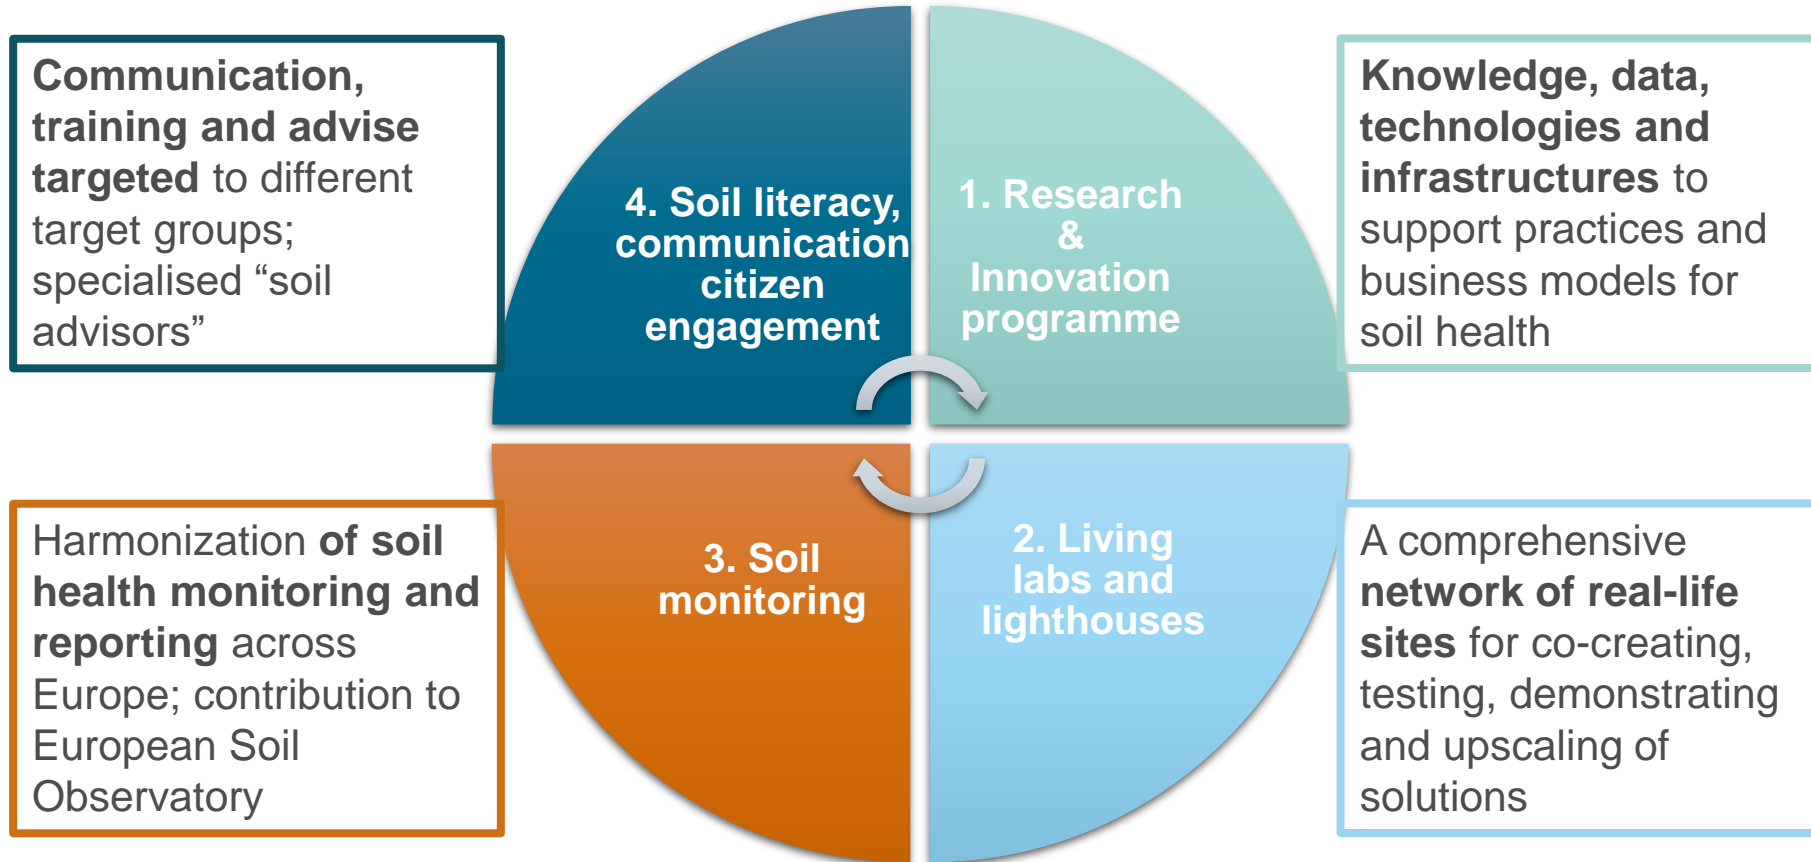 Communication,
training and advise
targeted to different
target groups;
specialised “soil
advisors”
4. Soil literacy,
communication
citizen
engagement
1. Research
&
Innovation
programme
Knowledge, data,
technologies and
infrastructures to
support practices and
business models for
soil health
Harmonization of soil
health monitoring and
reporting across
Europe; contribution to
European Soil
Observatory
3. Soil
monitoring
2. Living
labs and
lighthouses
A comprehensive
network of real-life
sites for co-creating,
testing, demonstrating
and upscaling of
solutions